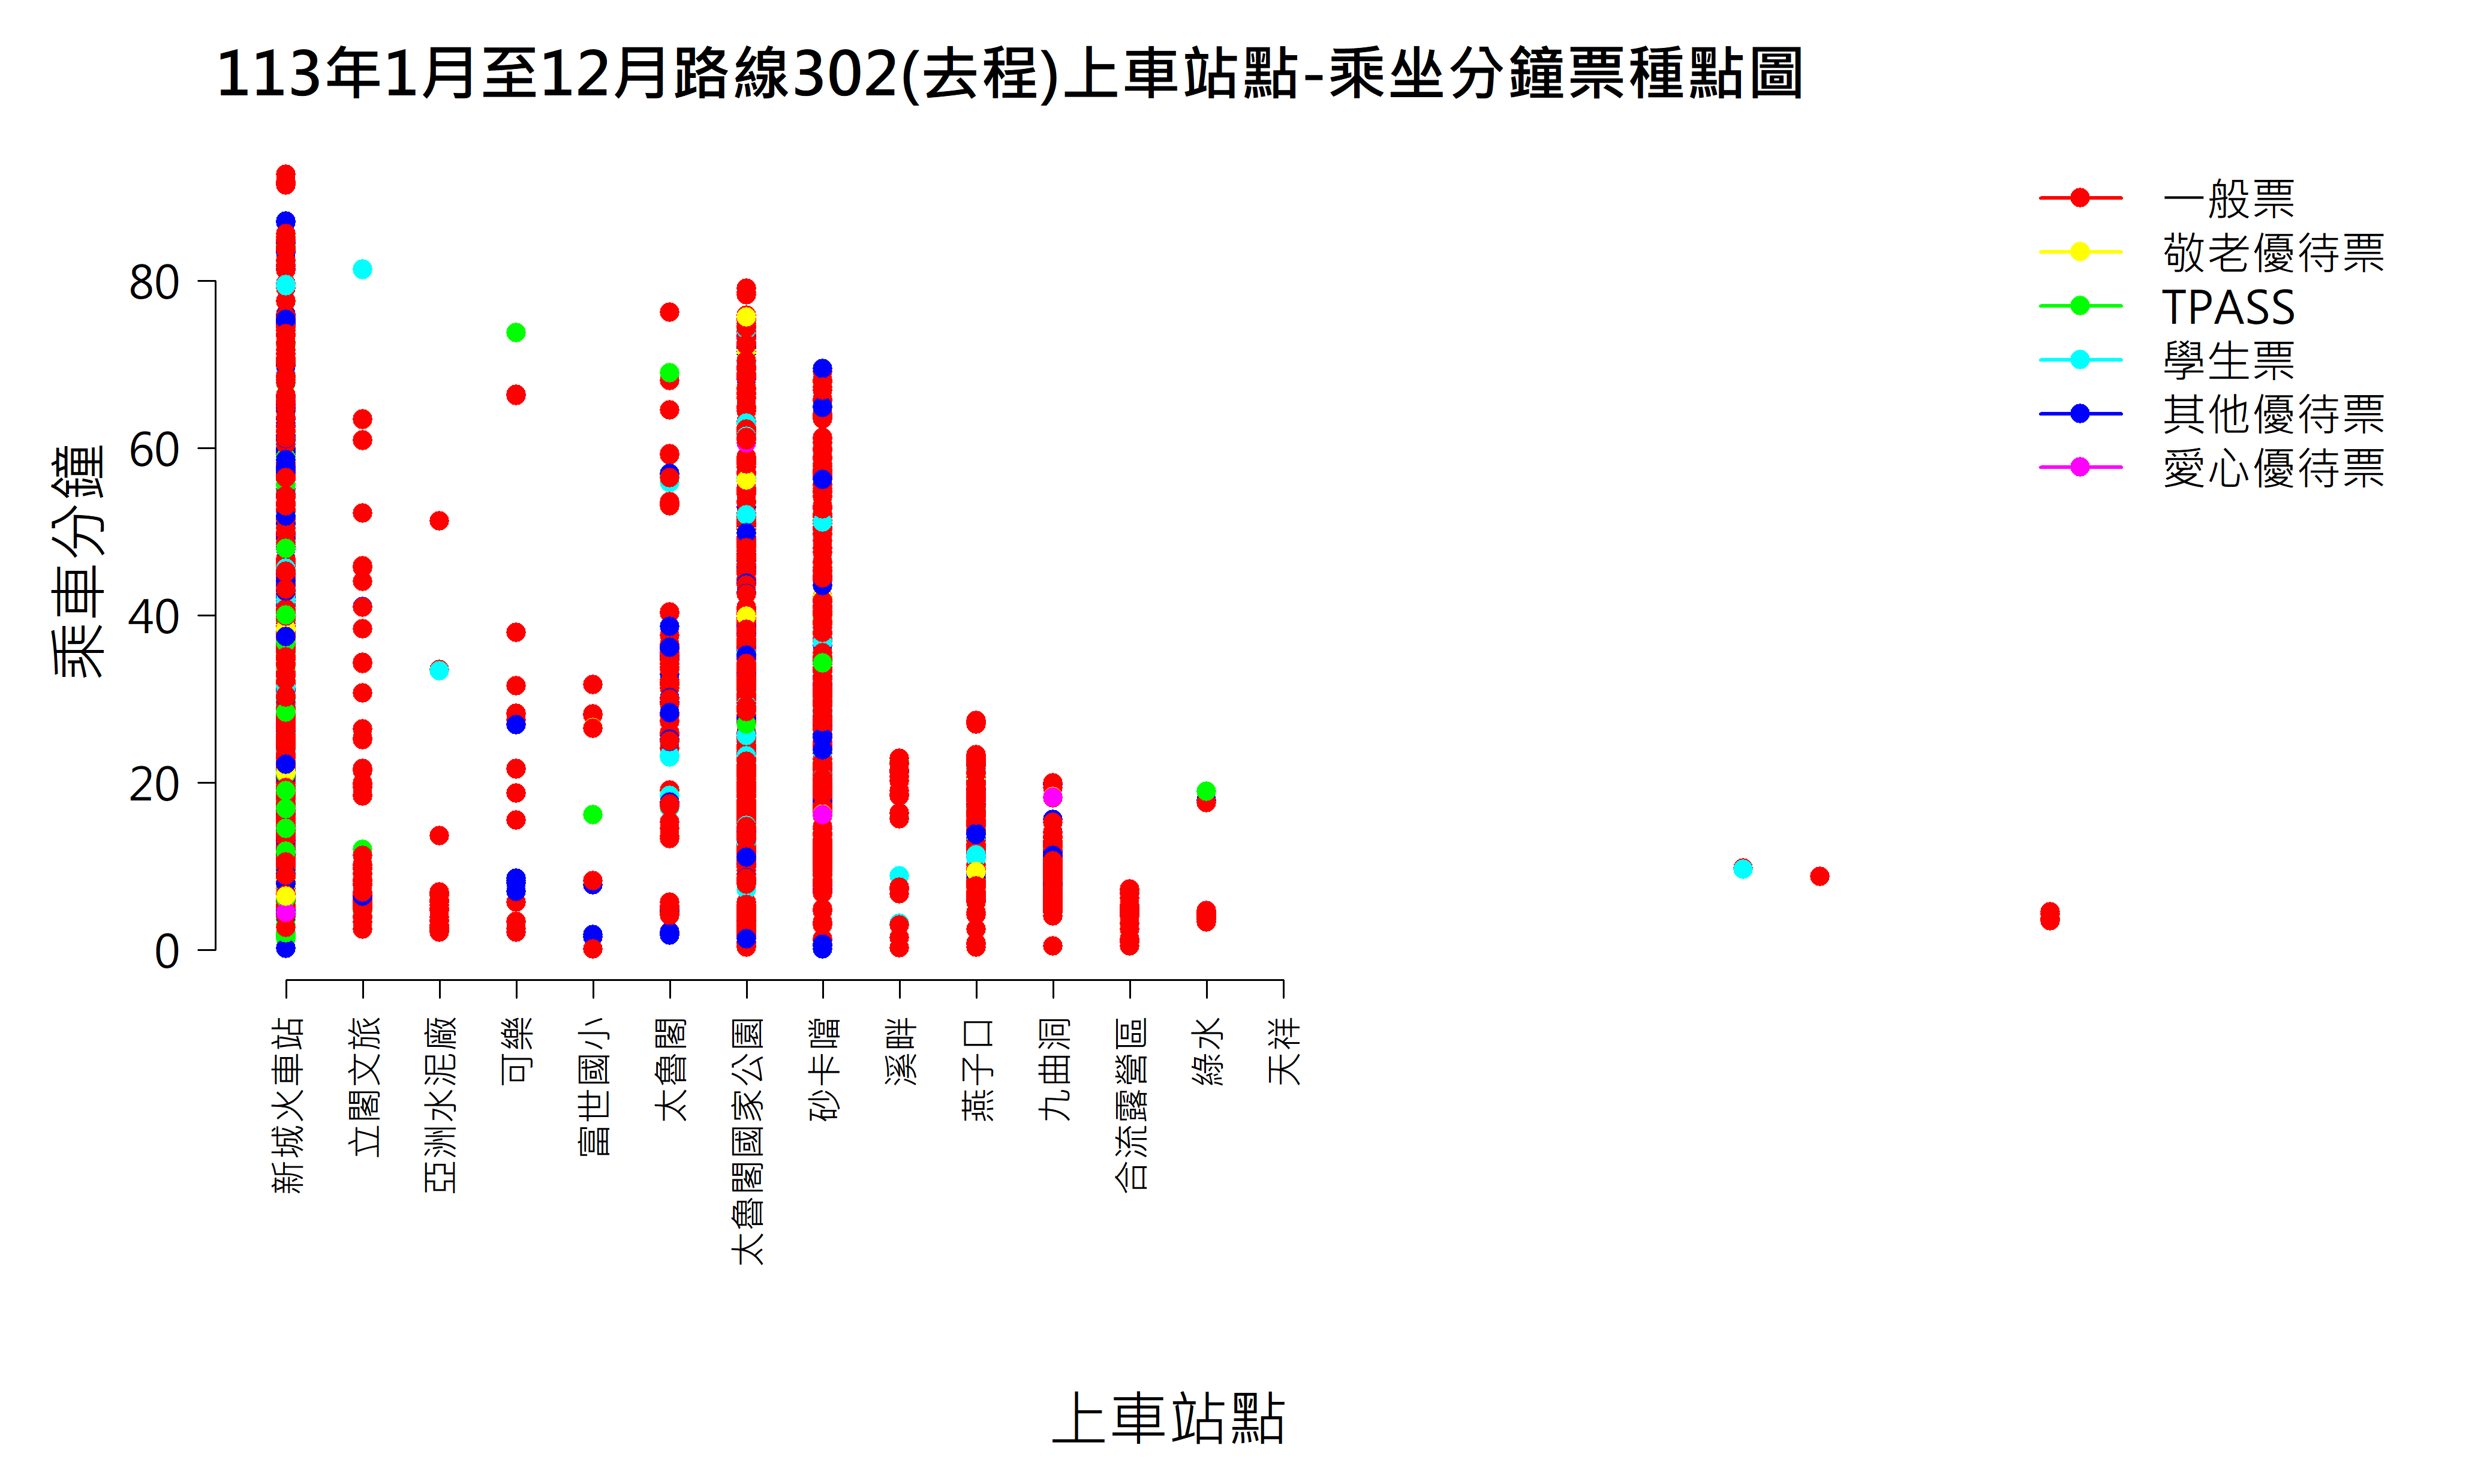 113年1月至12月路線302(去程)上車站點-乘坐分鐘票種點圖
一般票
敬老優待票
TPASS
學生票
其他優待票
愛心優待票
乘車分鐘
80
60
40
20
0
新城火車站
立閣文旅
亞洲水泥廠
可樂
富世國小
太魯閣
太魯閣國家公園
砂卡噹
溪畔
燕子口
九曲洞
合流露營區
綠水
天祥
上車站點